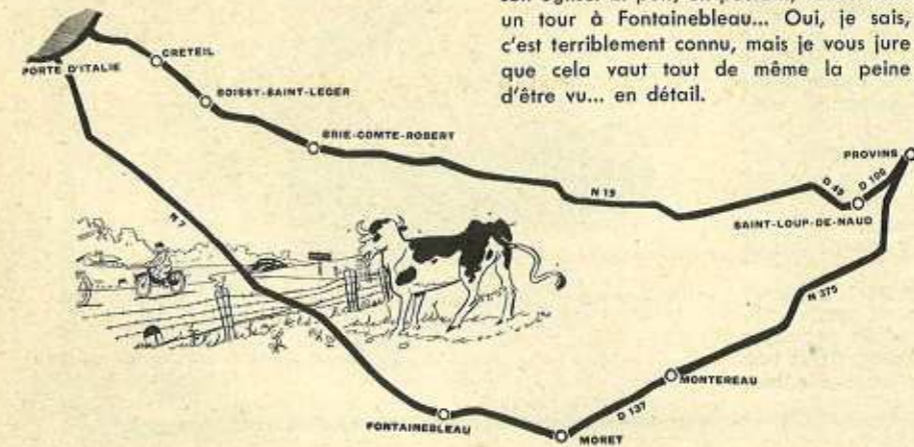 un tour à Fontainebleau... Oui, je sais,
c'est terriblement connu, mais je vous jure
que cela vaut tout de même la peine
d'être vu... en détail.
PORTE D'ITALIE
CRETEIL
BOISSY-SAINT-LEGER
BRIE-COMTE-ROBERT
N 19
D 49
D 106
PROVINS
SAINT-LOUP-DE-NAUD
N 7
N 375
MONTEREAU
D 137
FONTAINEBLEAU
MORET